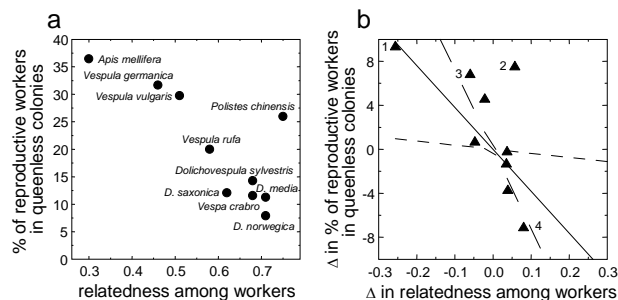 a
% of reproductive workers
in queenless colonies
40
35
30
25
20
15
10
5
0
Apis mellifera
Vespula germanica
Vespula vulgaris
Polistes chinensis
Vespula rufa
Dolichovespula sylvestris
D. saxonica
D. media
Vespa crabro
D. norwegica
0.3 0.4 0.5 0.6 0.7
relatedness among workers
b
Δ in % of reproductive workers
in queenless colonies
8
4
0
-4
-8
1
2
3
4
-0.3 -0.2 -0.1 0.0 0.1 0.2 0.3
Δ in relatedness among workers